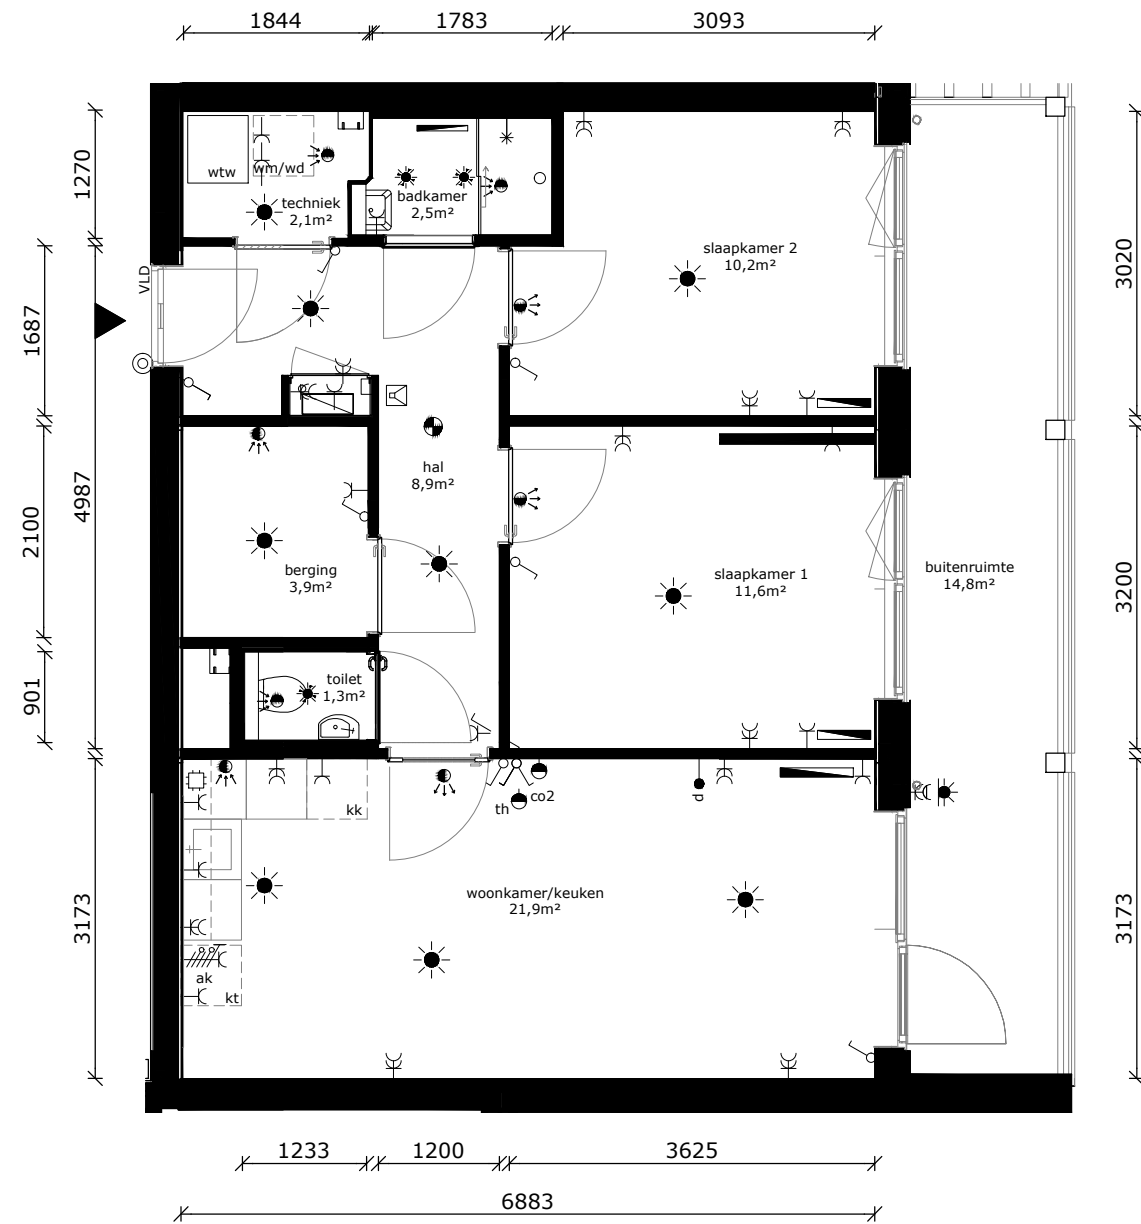 1844
1783
3093
wtw
wm/wd
techniek
2,1m²
badkamer
2,5m²
slaapkamer 2
10,2m²
1270
3020
VLD
1687
hal
8,9m²
4987
2100
berging
3,9m²
slaapkamer 1
11,6m²
buitenruimte
14,8m²
3200
901
toilet
1,3m²
kk
th
co2
d
woonkamer/keuken
21,9m²
3173
3173
ak
kt
1233
1200
3625
6883